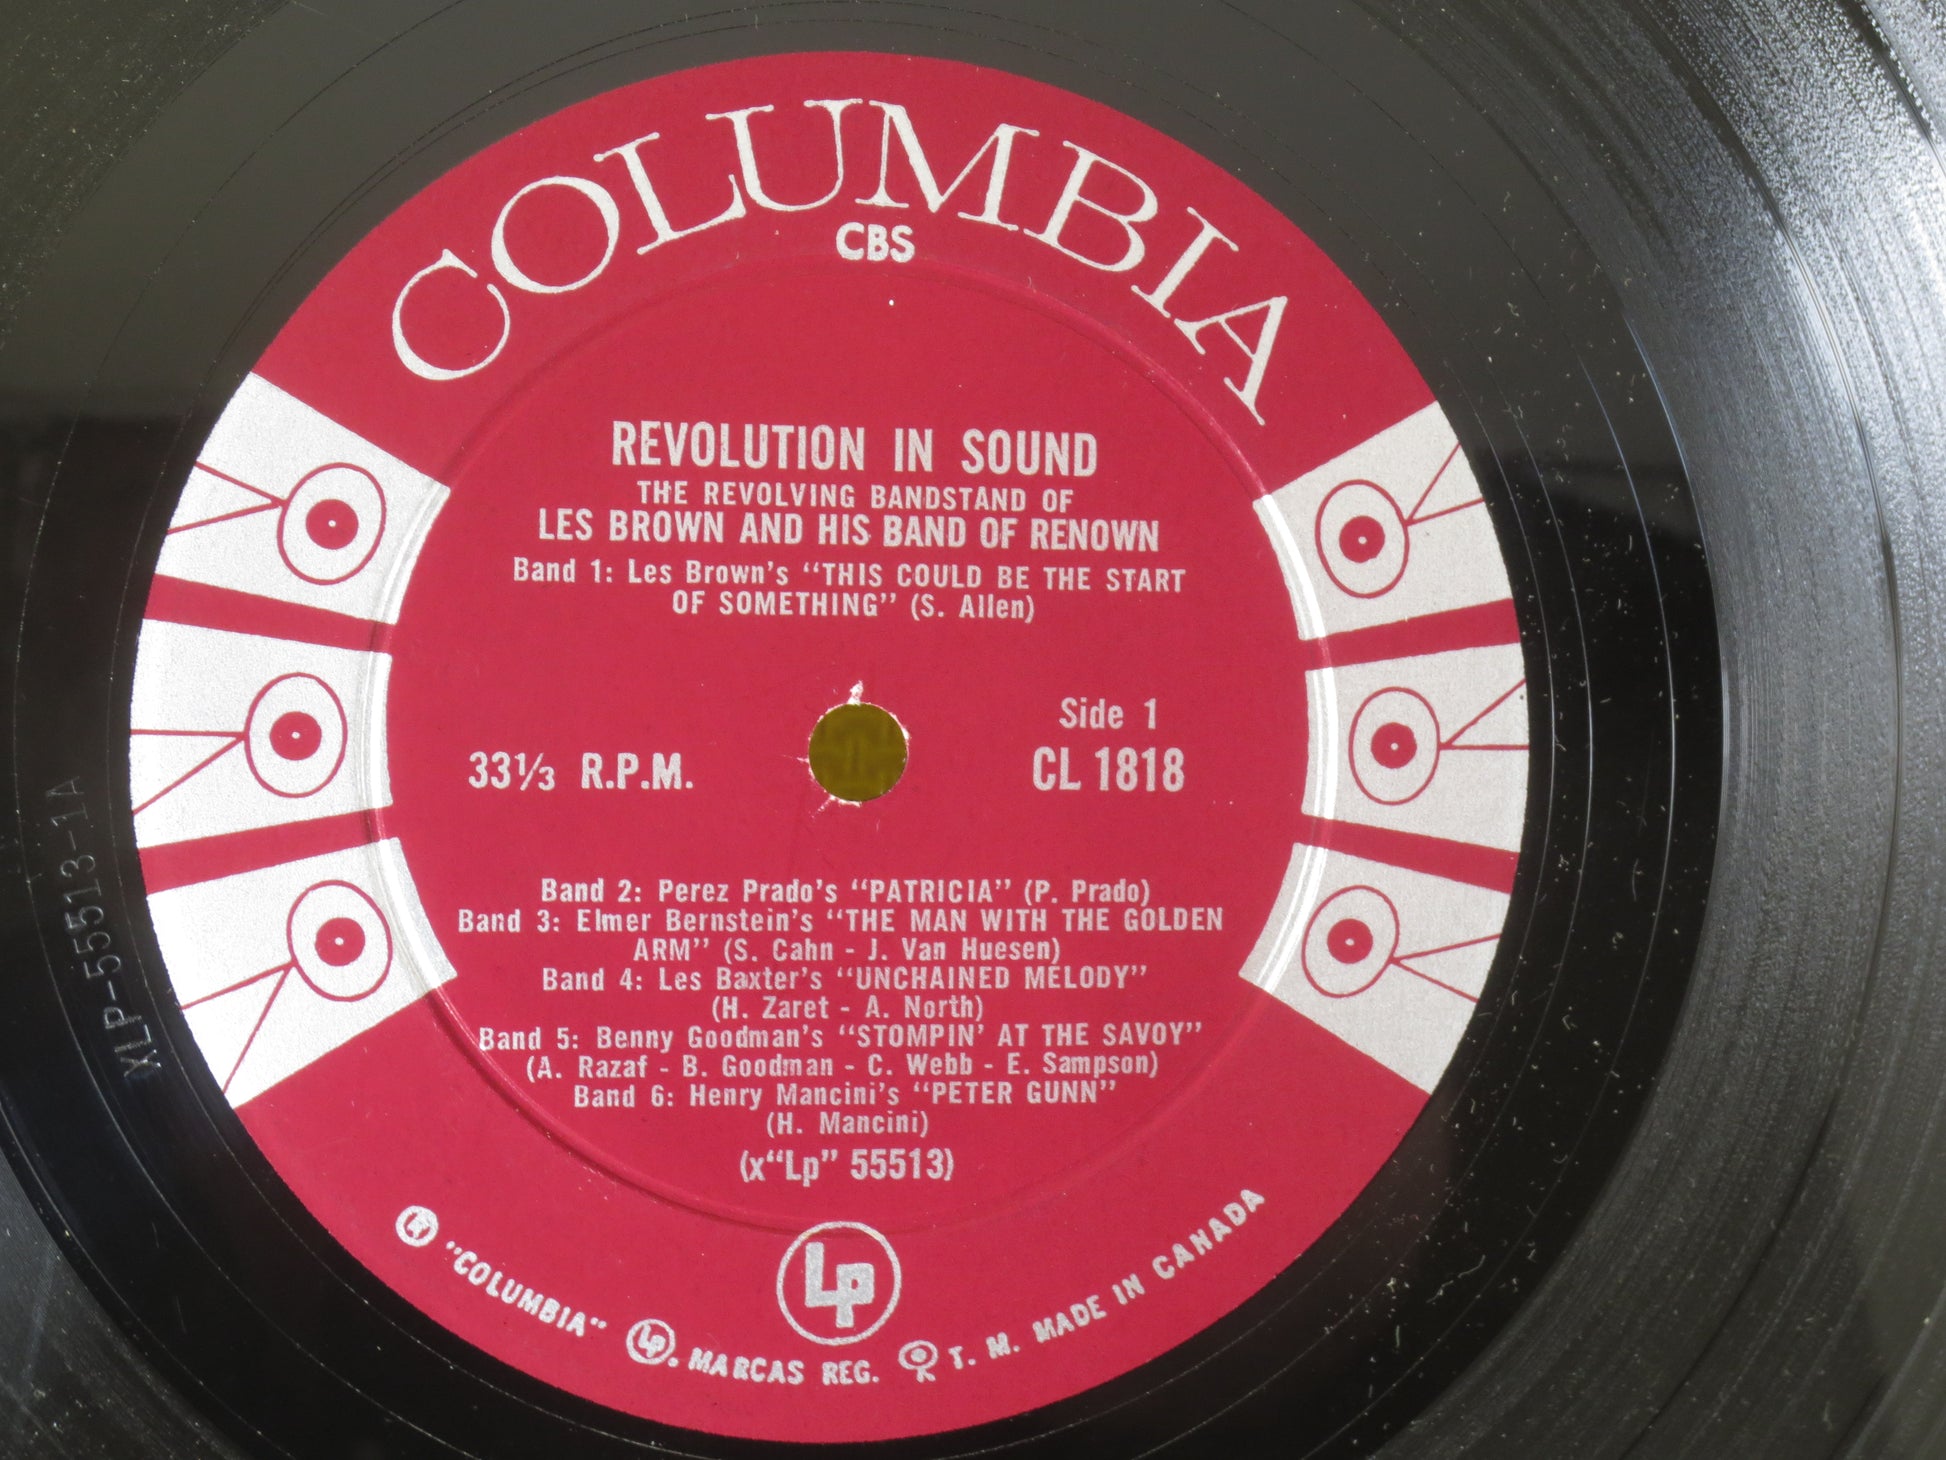 COLUMBIA
CBS
REVOLUTION IN SOUND
THE REVOLVING BANDSTAND OF
LES BROWN AND HIS BAND OF RENOWN
Band 1: Les Brown's “THIS COULD BE THE START
OF SOMETHING” (S. Allen)
33⅓ R.P.M.
Side 1
CL 1818
Band 2: Perez Prado's “PATRICIA” (P. Prado)
Band 3: Elmer Bernstein's “THE MAN WITH THE GOLDEN
ARM” (S. Cahn - J. Van Huesen)
Band 4: Les Baxter's “UNCHAINED MELODY”
(H. Zaret - A. North)
Band 5: Benny Goodman's “STOMPIN' AT THE SAVOY”
(A. Razaf - B. Goodman - C. Webb - E. Sampson)
Band 6: Henry Mancini's “PETER GUNN”
(H. Mancini)
(x“Lp” 55513)
Lp
"COLUMBIA" Lp. MARCAS REG. T. M. MADE IN CANADA
XLP-55513-1A